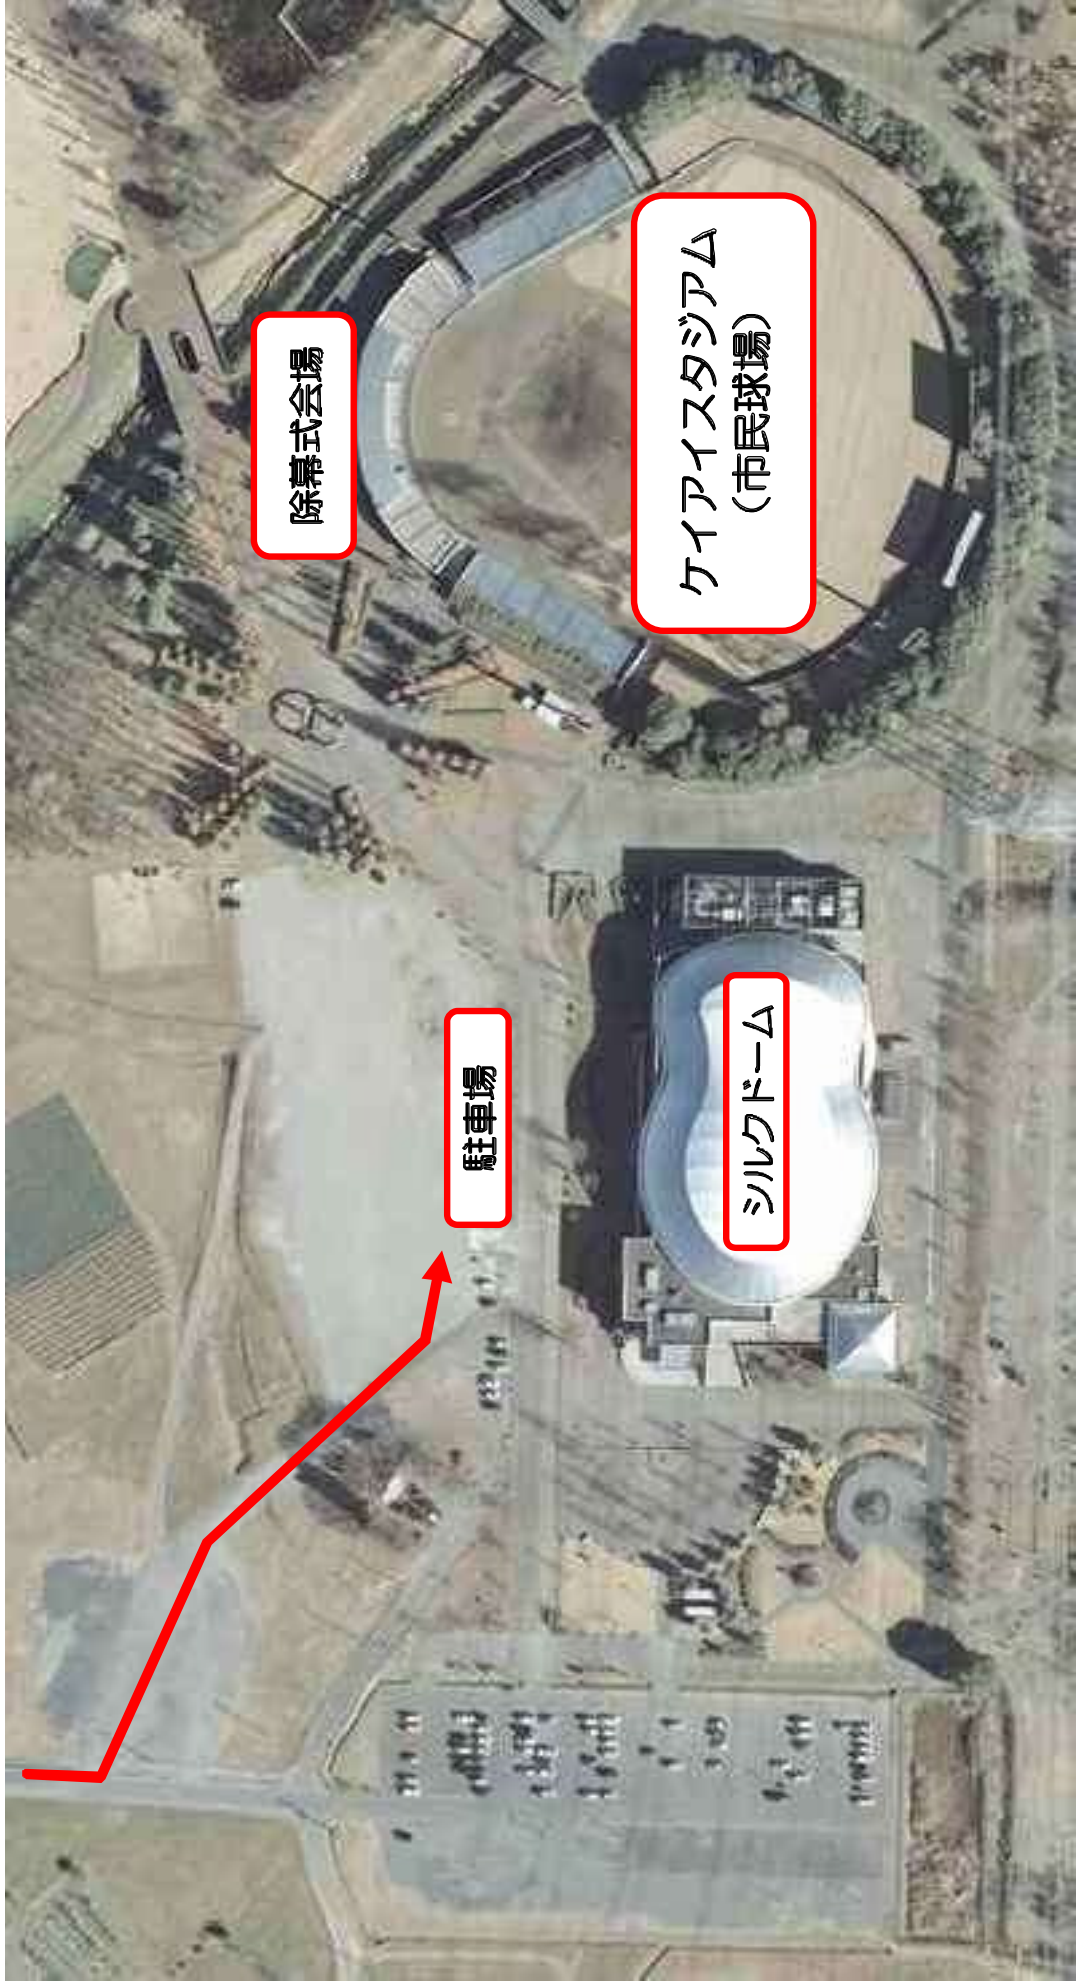 除幕式会場
ケイアイスタジアム
（市民球場）
駐車場
シルクドーム